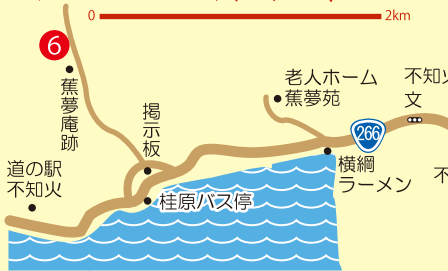 0 2km
6
蕉夢庵跡
掲示板
老人ホーム
蕉夢苑
不知火
文
266
道の駅
不知火
桂原バス停
横綱
ラーメン
不